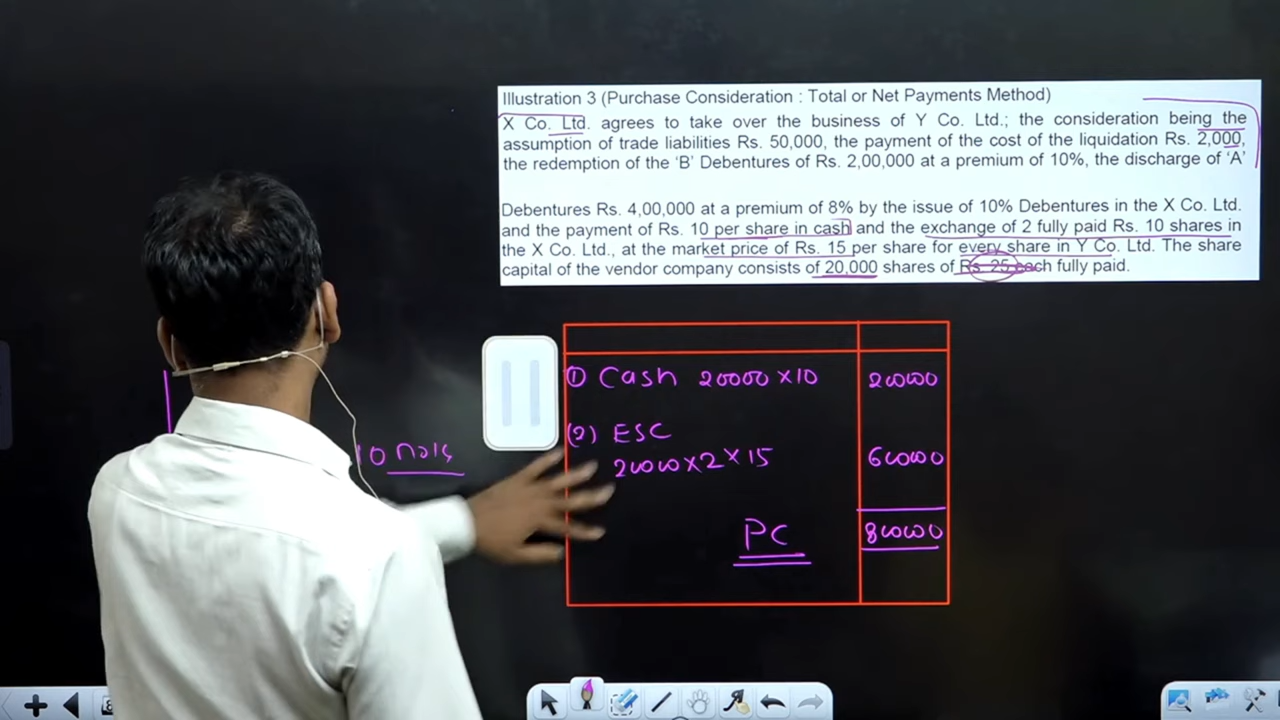 Illustration 3 (Purchase Consideration : Total or Net Payments Method)
X Co. Ltd. agrees to take over the business of Y Co. Ltd.; the consideration being the
assumption of trade liabilities Rs. 50,000, the payment of the cost of the liquidation Rs. 2,000,
the redemption of the 'B' Debentures of Rs. 2,00,000 at a premium of 10%, the discharge of 'A'
Debentures Rs. 4,00,000 at a premium of 8% by the issue of 10% Debentures in the X Co. Ltd.
and the payment of Rs. 10 per share in cash and the exchange of 2 fully paid Rs. 10 shares in
the X Co. Ltd., at the market price of Rs. 15 per share for every share in Y Co. Ltd. The share
capital of the vendor company consists of 20,000 shares of Rs. 25 each fully paid.
① Cash 20000 × 10 200000
(2) ESC
20000 × 2 × 15 600000
PC 800000